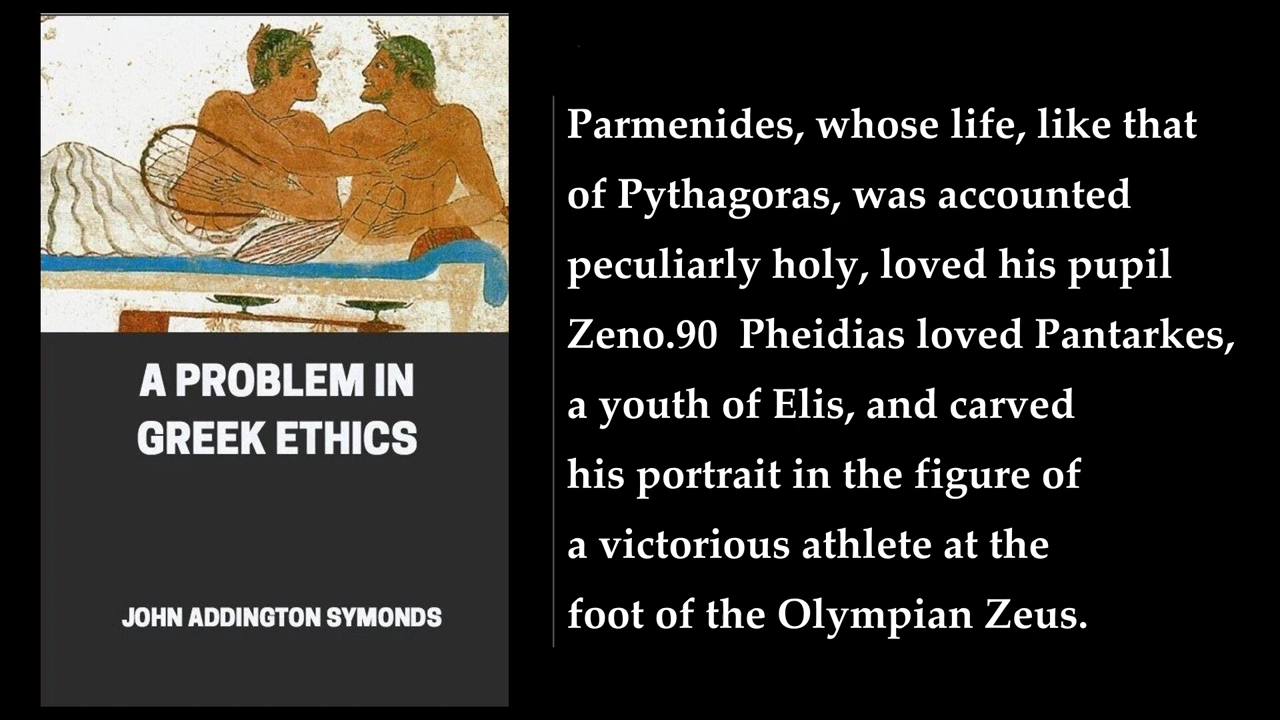 A PROBLEM IN
GREEK ETHICS
JOHN ADDINGTON SYMONDS
Parmenides, whose life, like that
of Pythagoras, was accounted
peculiarly holy, loved his pupil
Zeno.90 Pheidias loved Pantarkes,
a youth of Elis, and carved
his portrait in the figure of
a victorious athlete at the
foot of the Olympian Zeus.